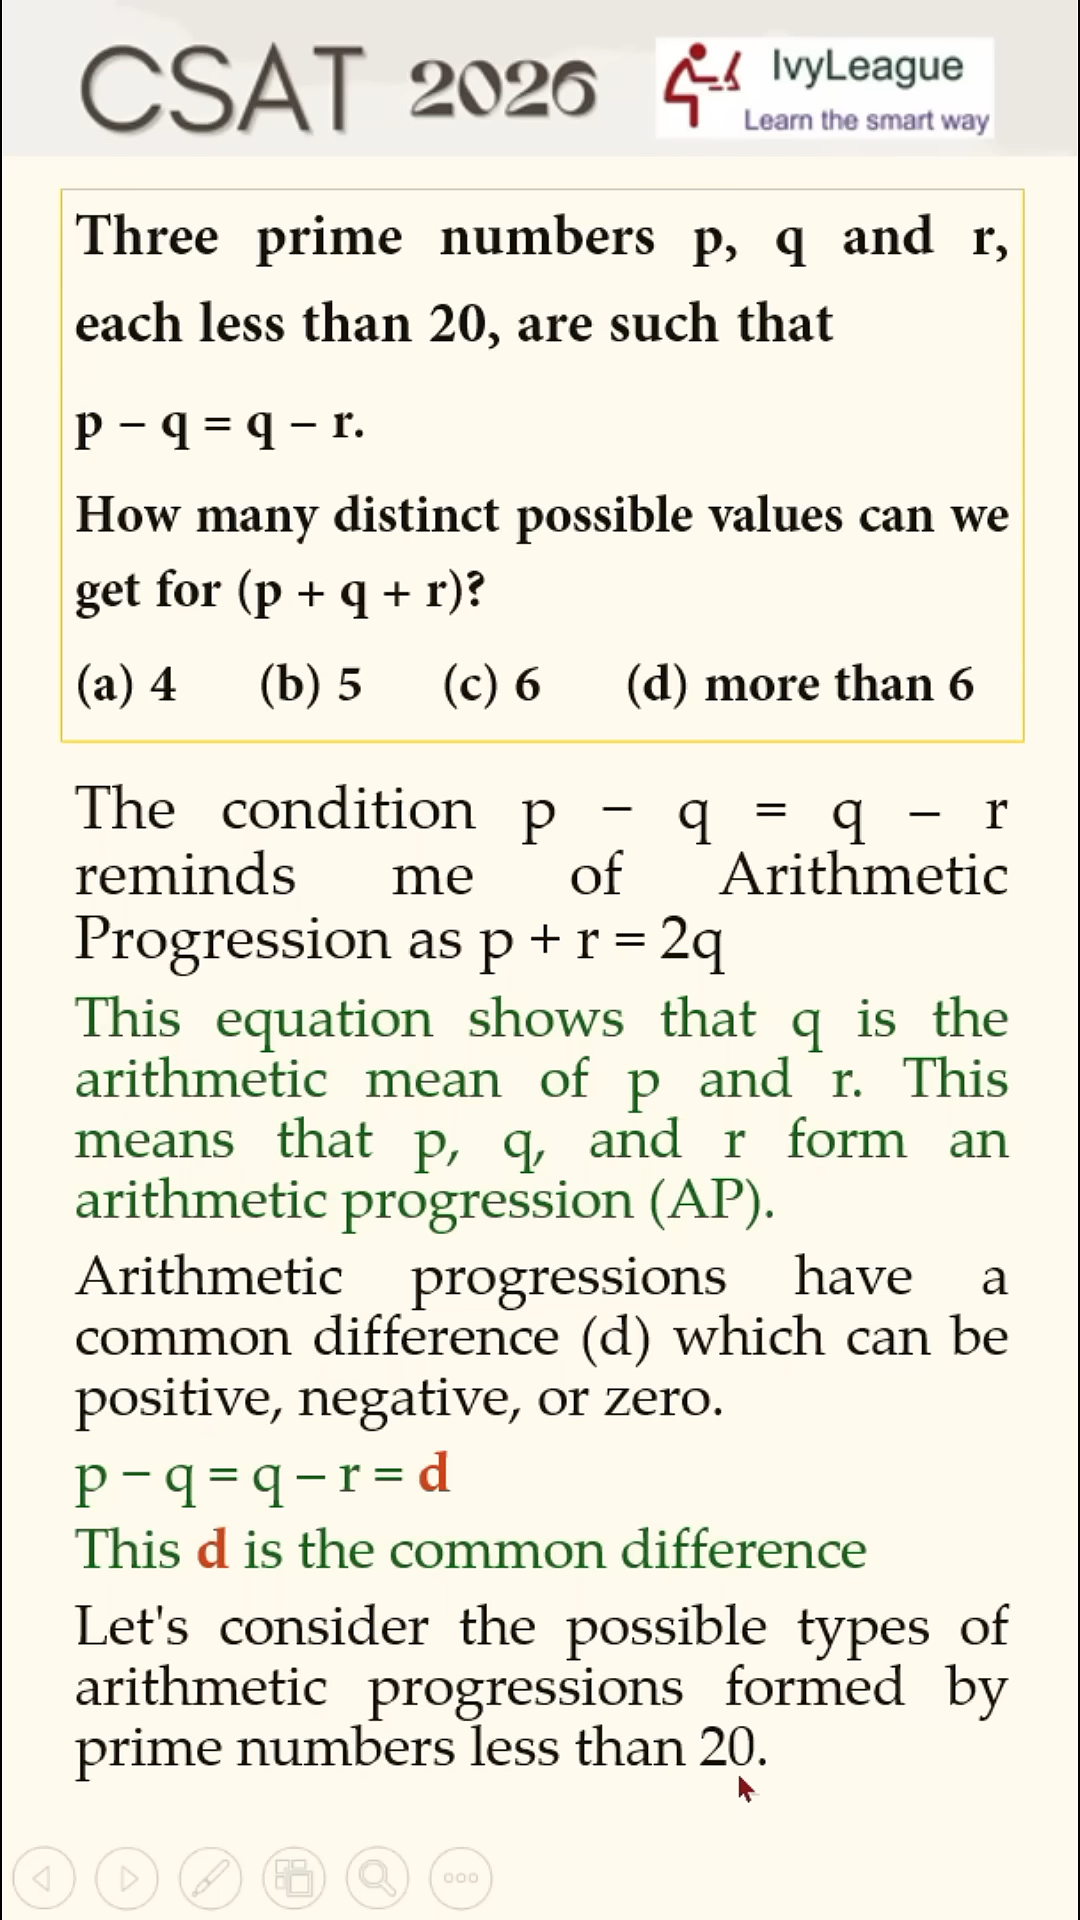 CSAT 2026
IvyLeague
Learn the smart way
Three prime numbers p, q and r,
each less than 20, are such that
p – q = q – r.
How many distinct possible values can we
get for (p + q + r)?
(a) 4 (b) 5 (c) 6 (d) more than 6
The condition p − q = q – r
reminds me of Arithmetic
Progression as p + r = 2q
This equation shows that q is the
arithmetic mean of p and r. This
means that p, q, and r form an
arithmetic progression (AP).
Arithmetic progressions have a
common difference (d) which can be
positive, negative, or zero.
p − q = q – r = d
This d is the common difference
Let's consider the possible types of
arithmetic progressions formed by
prime numbers less than 20.